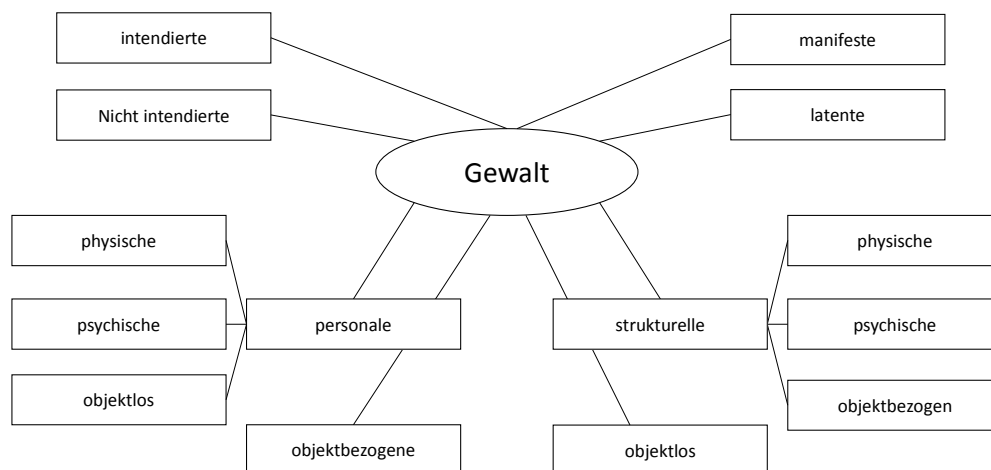 intendierte
manifeste
Nicht intendierte
latente
Gewalt
physische
physische
psychische
personale
strukturelle
psychische
objektlos
objektbezogen
objektbezogene
objektlos